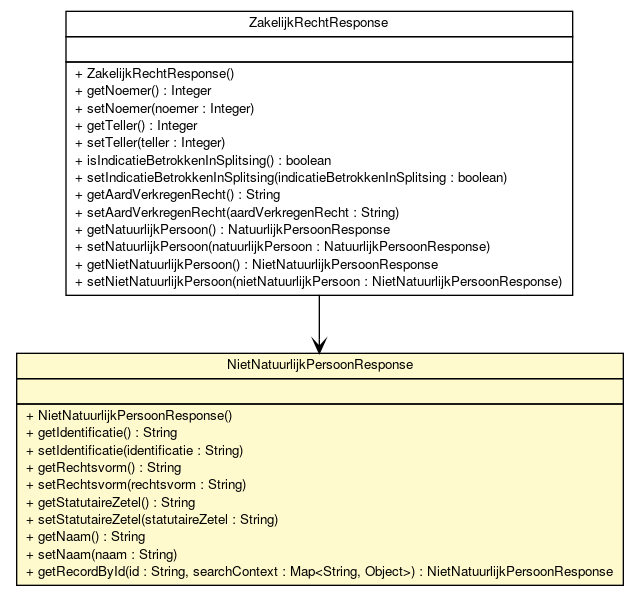 ZakelijkRechtResponse
+ ZakelijkRechtResponse()
+ getNoemer() : Integer
+ setNoemer(noemer : Integer)
+ getTeller() : Integer
+ setTeller(teller : Integer)
+ isIndicatieBetrokkenInSplitsing() : boolean
+ setIndicatieBetrokkenInSplitsing(indicatieBetrokkenInSplitsing : boolean)
+ getAardVerkregenRecht() : String
+ setAardVerkregenRecht(aardVerkregenRecht : String)
+ getNatuurlijkPersoon() : NatuurlijkPersoonResponse
+ setNatuurlijkPersoon(natuurlijkPersoon : NatuurlijkPersoonResponse)
+ getNietNatuurlijkPersoon() : NietNatuurlijkPersoonResponse
+ setNietNatuurlijkPersoon(nietNatuurlijkPersoon : NietNatuurlijkPersoonResponse)
NietNatuurlijkPersoonResponse
+ NietNatuurlijkPersoonResponse()
+ getIdentificatie() : String
+ setIdentificatie(identificatie : String)
+ getRechtsvorm() : String
+ setRechtsvorm(rechtsvorm : String)
+ getStatutaireZetel() : String
+ setStatutaireZetel(statutaireZetel : String)
+ getNaam() : String
+ setNaam(naam : String)
+ getRecordById(id : String, searchContext : Map<String, Object>) : NietNatuurlijkPersoonResponse